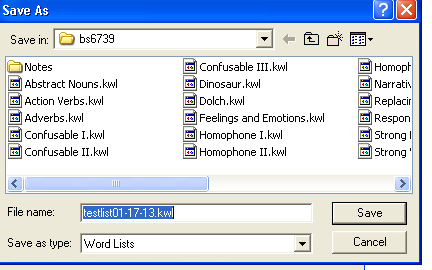 Save As
Save in: bs6739
Notes
Abstract Nouns.kwl
Action Verbs.kwl
Adverbs.kwl
Confusable I.kwl
Confusable II.kwl
Confusable III.kwl
Dinosaur.kwl
Dolch.kwl
Feelings and Emotions.kwl
Homophone I.kwl
Homophone II.kwl
Homoph
Narrativ
Replacin
Respon
Strong I
Strong '
File name: testlist01-17-13.kwl Save
Save as type: Word Lists Cancel